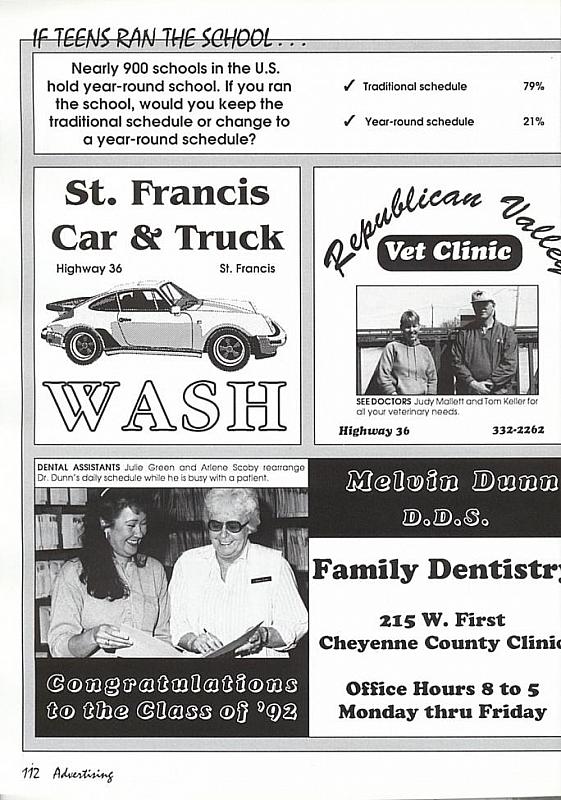 IF TEENS RAN THE SCHOOL...
Nearly 900 schools in the U.S.
hold year-round school. If you ran
the school, would you keep the
traditional schedule or change to
a year-round schedule?
✓ Traditional schedule 79%
✓ Year-round schedule 21%
St. Francis
Car & Truck
Highway 36 St. Francis
WASH
Republican Valley
Vet Clinic
SEE DOCTORS Judy Mallett and Tom Keller for
all your veterinary needs.
Highway 36 332-2262
DENTAL ASSISTANTS Julie Green and Arlene Scoby rearrange
Dr. Dunn's daily schedule while he is busy with a patient.
Congratulations
to the Class of '92
Melvin Dunn
D.D.S.
Family Dentistry
215 W. First
Cheyenne County Clinic
Office Hours 8 to 5
Monday thru Friday
112 Advertising